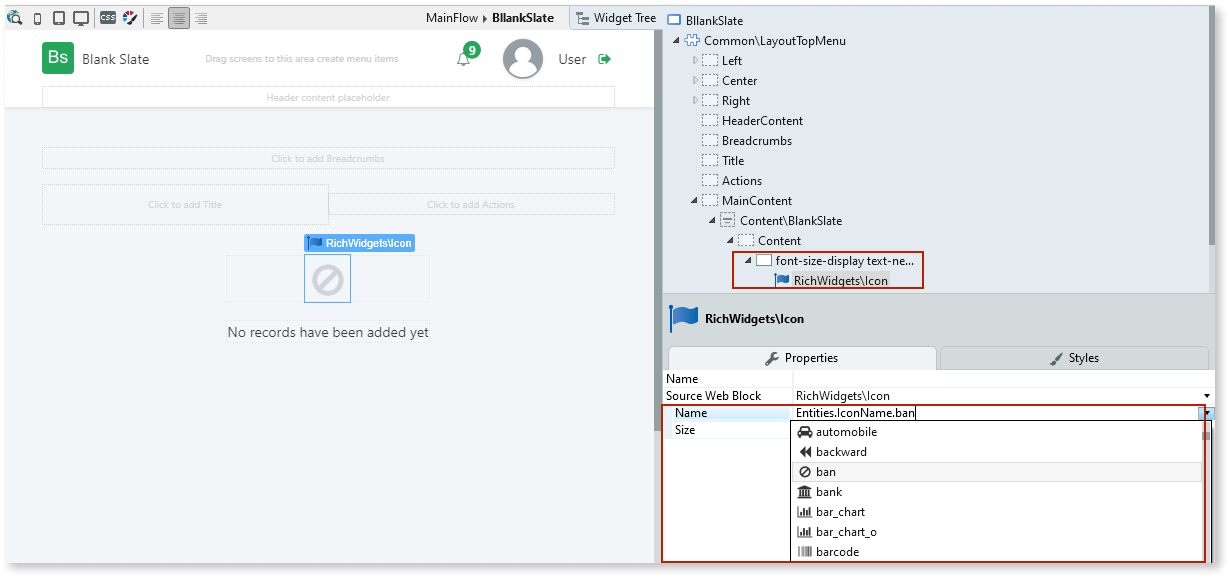 CSS
MainFlow ▸ BllankSlate
Widget Tree
BllankSlate
Common\LayoutTopMenu
Left
Center
Right
HeaderContent
Breadcrumbs
Title
Actions
MainContent
Content\BlankSlate
Content
font-size-display text-ne...
RichWidgets\Icon
Bs
Blank Slate
Drag screens to this area create menu items
9
User
Header content placeholder
Click to add Breadcrumbs
Click to add Title
Click to add Actions
RichWidgets\Icon
No records have been added yet
RichWidgets\Icon
Properties
Styles
Name
Source Web Block RichWidgets\Icon
Name Entities.IconName.ban
Size
automobile
backward
ban
bank
bar_chart
bar_chart_o
barcode